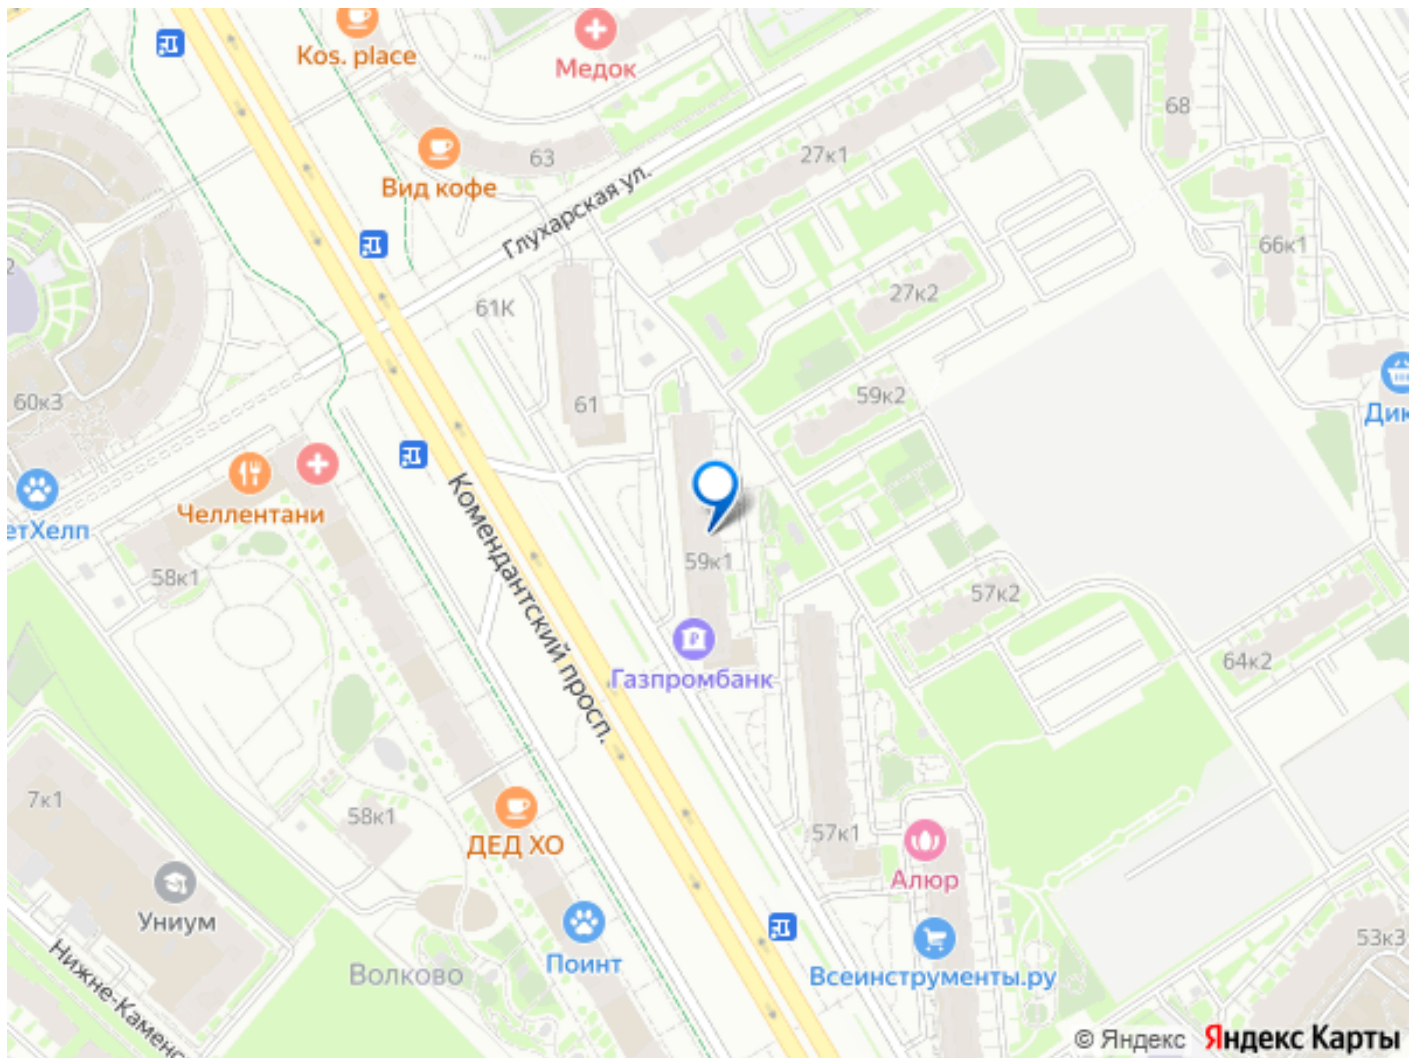 Kos. place
Медок
68
63
27к1
Вид кофе
Глухарская ул.
66к1
2
27к2
61К
60к3
61
59к2
Дик
Челлентани
етХелп
Комендантский просп.
58к1
59к1
57к2
64к2
Газпромбанк
7к1
58к1
57к1
ДЕД ХО
Алюр
Униум
53к3
Поинт
Всеинструменты.ру
Волково
Нижне-Каменс
© Яндекс Яндекс Карты